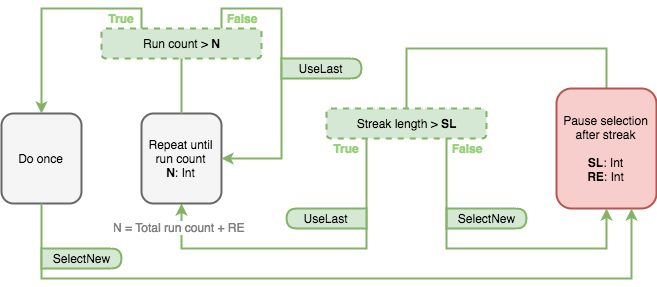 True
False
Run count > N
UseLast
Do once
Repeat until
run count
N: Int
Streak length > SL
True
False
Pause selection
after streak
SL: Int
RE: Int
UseLast
SelectNew
N = Total run count + RE
SelectNew